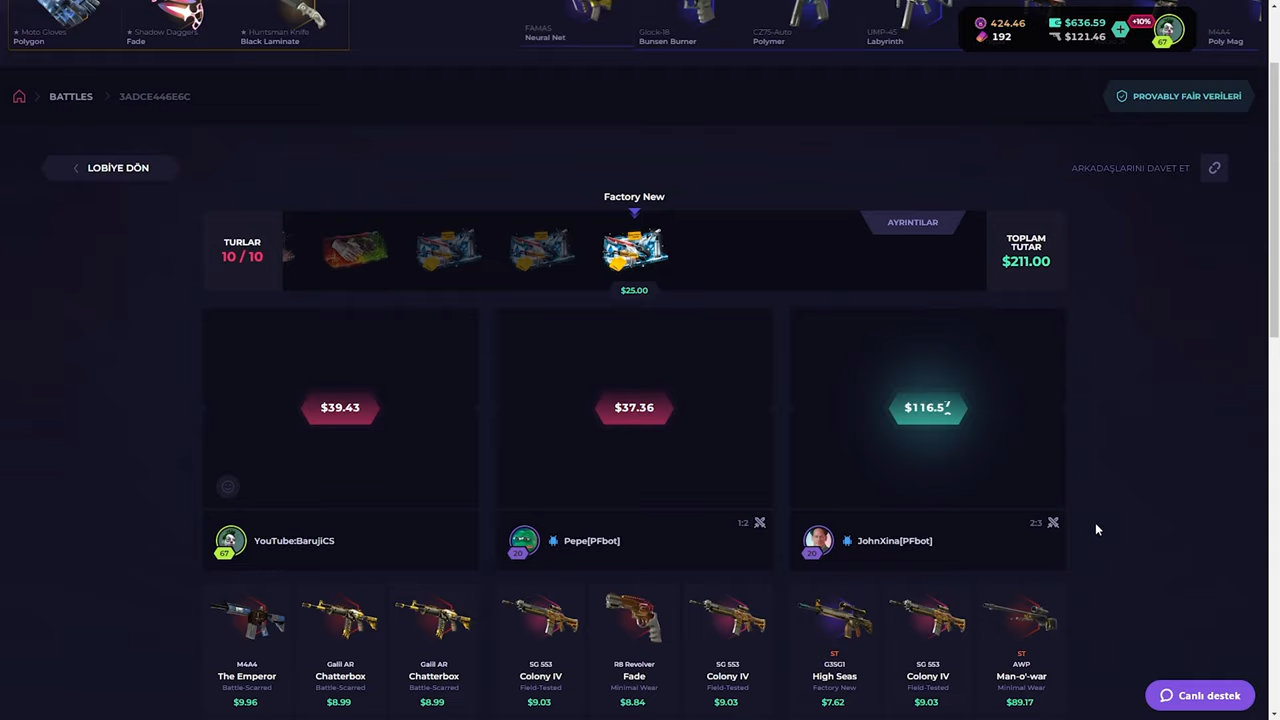 ★ Moto Gloves
Polygon
★ Shadow Daggers
Fade
★ Huntsman Knife
Black Laminate
FAMAS
Neural Net
Glock-18
Bunsen Burner
CZ75-Auto
Polymer
UMP-45
Labyrinth
M4A4
Poly Mag
424.46
192
$636.59
$121.46
+10%
67
BATTLES
3ADCE446E6C
PROVABLY FAİR VERİLERİ
LOBİYE DÖN
ARKADAŞLARINI DAVET ET
Factory New
TURLAR
10 / 10
AYRINTILAR
TOPLAM
TUTAR
$211.00
$25.00
$39.43
$37.36
$116.5
67
YouTube:BarujiCS
1:2
20
Pepe[PFbot]
2:3
20
JohnXina[PFbot]
M4A4
The Emperor
Battle-Scarred
$9.96
Galil AR
Chatterbox
Battle-Scarred
$8.99
Galil AR
Chatterbox
Battle-Scarred
$8.99
SG 553
Colony IV
Field-Tested
$9.03
R8 Revolver
Fade
Minimal Wear
$8.84
SG 553
Colony IV
Field-Tested
$9.03
ST
G3SG1
High Seas
Factory New
$7.62
SG 553
Colony IV
Field-Tested
$9.03
ST
AWP
Man-o'-war
Minimal Wear
$89.17
Canlı destek